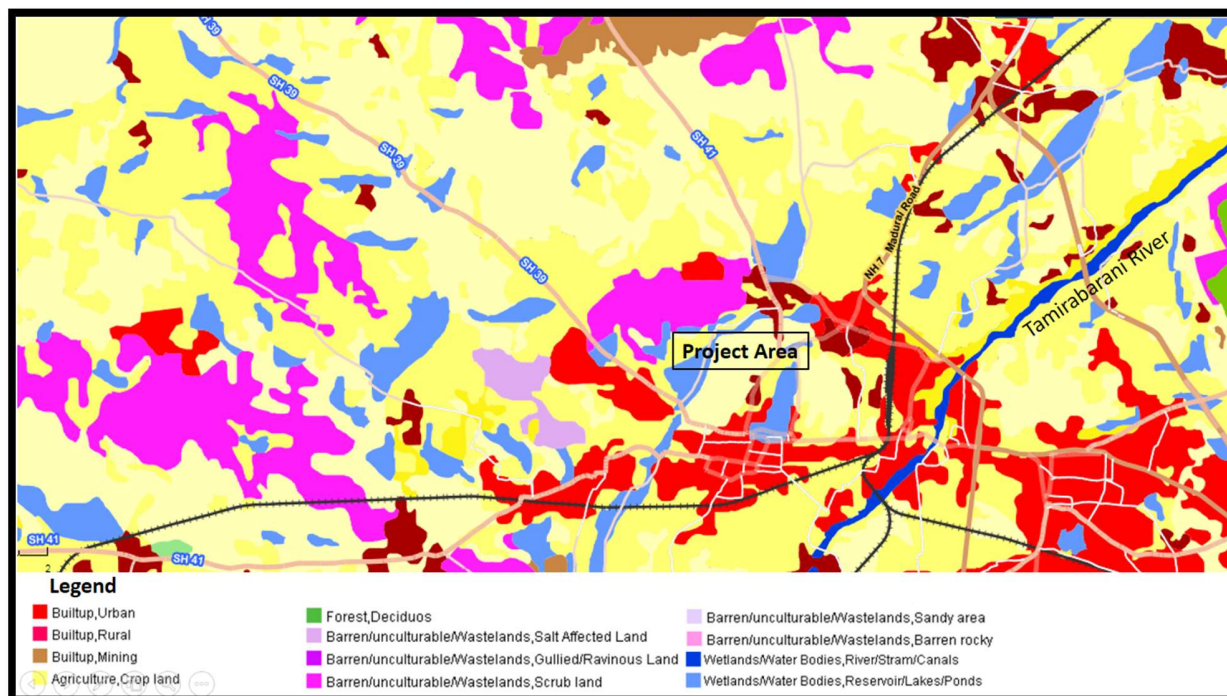 SH 39
SH 39
SH 39
SH 39
SH 41
NH 7 - Madurai Road
Tamirabarani River
Project Area
SH 41
SH 41
2
Legend
Builtup,Urban
Builtup,Rural
Builtup,Mining
Agriculture,Crop land
Forest,Deciduos
Barren/unculturable/Wastelands,Salt Affected Land
Barren/unculturable/Wastelands,Gullied/Ravinous Land
Barren/unculturable/Wastelands,Scrub land
Barren/unculturable/Wastelands,Sandy area
Barren/unculturable/Wastelands,Barren rocky
Wetlands/Water Bodies,River/Stram/Canals
Wetlands/Water Bodies,Reservoir/Lakes/Ponds